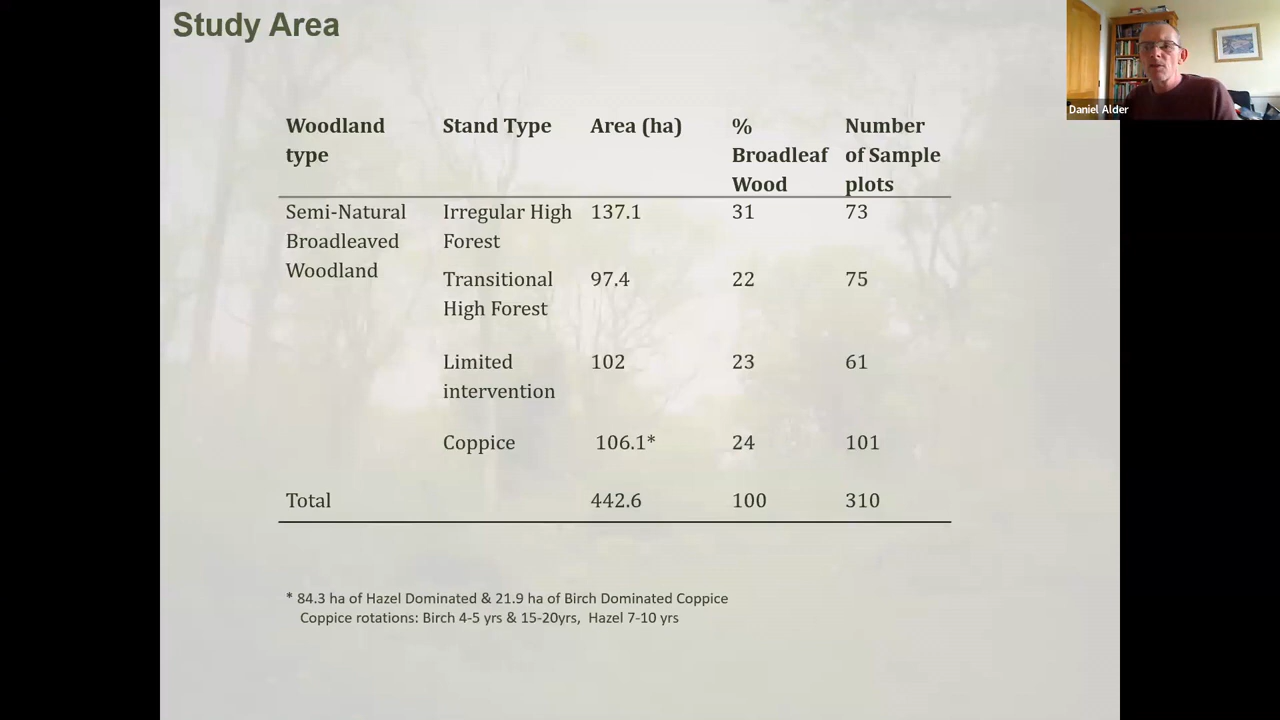 Study Area
Daniel Alder
Woodland type
Stand Type
Area (ha)
% Broadleaf Wood
Number of Sample plots
Semi-Natural Broadleaved Woodland
Irregular High Forest
137.1
31
73
Transitional High Forest
97.4
22
75
Limited intervention
102
23
61
Coppice
106.1*
24
101
Total
442.6
100
310
* 84.3 ha of Hazel Dominated & 21.9 ha of Birch Dominated Coppice
Coppice rotations: Birch 4-5 yrs & 15-20yrs, Hazel 7-10 yrs